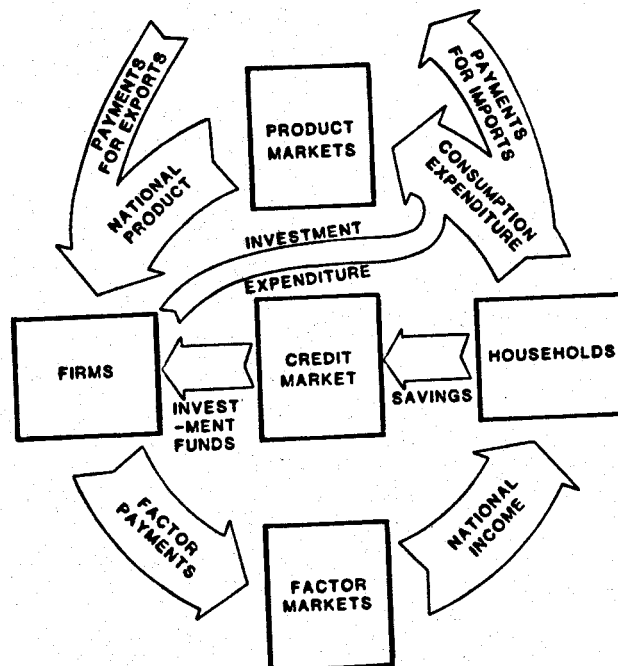 PAYMENTS
FOR EXPORTS
PAYMENTS
FOR IMPORTS
PRODUCT
MARKETS
NATIONAL
PRODUCT
CONSUMPTION
EXPENDITURE
INVESTMENT
EXPENDITURE
FIRMS
CREDIT
MARKET
HOUSEHOLDS
INVEST
-MENT
FUNDS
SAVINGS
FACTOR
PAYMENTS
NATIONAL
INCOME
FACTOR
MARKETS